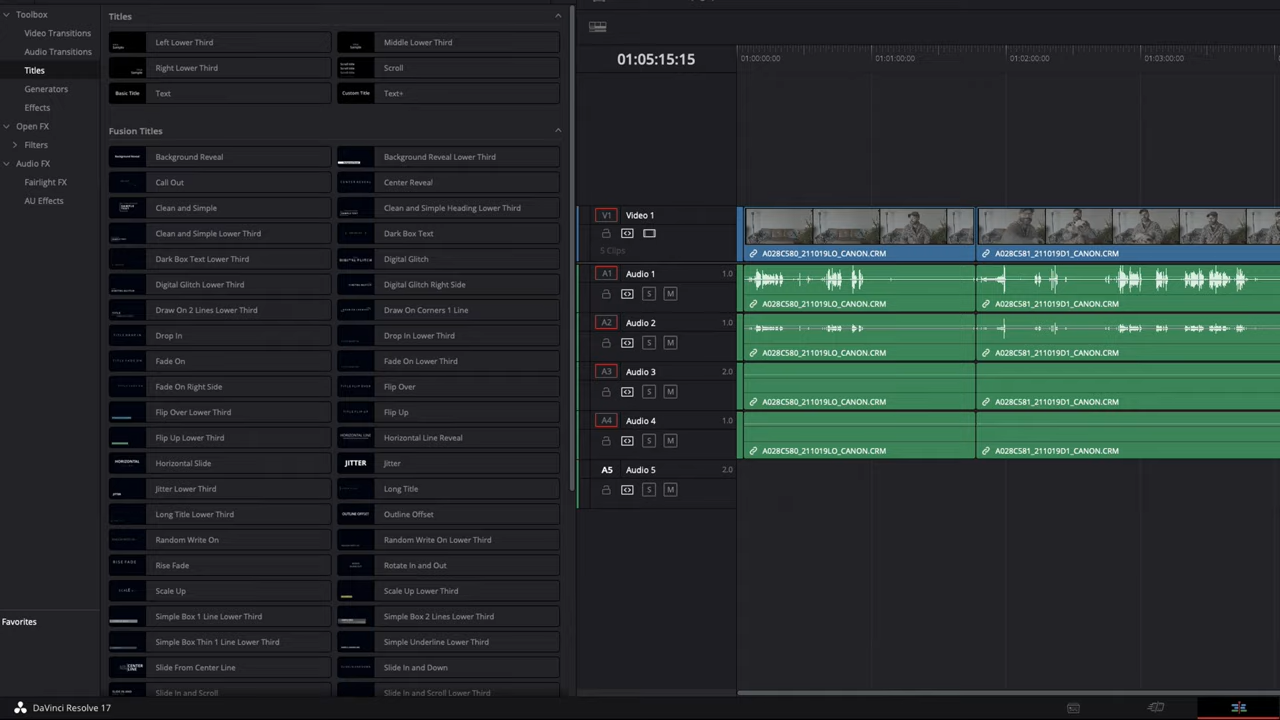 Toolbox
Video Transitions
Audio Transitions
Titles
Generators
Effects
Open FX
Filters
Audio FX
Fairlight FX
AU Effects
Favorites
Titles
Left Lower Third
Middle Lower Third
Right Lower Third
Scroll
Basic Title
Text
Custom Title
Text+
Fusion Titles
Background Reveal
Background Reveal Lower Third
Call Out
CENTER REVEAL
Center Reveal
Clean and Simple
Clean and Simple Heading Lower Third
Clean and Simple Lower Third
Dark Box Text
Dark Box Text Lower Third
DIGITAL GLITCH
Digital Glitch
Digital Glitch Lower Third
Digital Glitch Right Side
Draw On 2 Lines Lower Third
Draw On Corners 1 Line
Drop In
Drop In Lower Third
Fade On
Fade On Lower Third
Fade On Right Side
Flip Over
Flip Over Lower Third
Flip Up
Flip Up Lower Third
Horizontal Line Reveal
HORIZONTAL
Horizontal Slide
JITTER
Jitter
Jitter Lower Third
Long Title
Long Title Lower Third
OUTLINE OFFSET
Outline Offset
Random Write On
Random Write On Lower Third
RISE FADE
Rise Fade
Rotate In and Out
Scale Up
Scale Up Lower Third
Simple Box 1 Line Lower Third
Simple Box 2 Lines Lower Third
Simple Box Thin 1 Line Lower Third
Simple Underline Lower Third
CENTER LINE
Slide From Center Line
Slide In and Down
Slide In and Scroll
Slide In and Scroll Lower Third
01:05:15:15
01:00:00:00
01:01:00:00
01:02:00:00
01:03:00:00
V1
Video 1
5 Clips
A028C580_211019LO_CANON.CRM
A028C581_211019D1_CANON.CRM
A1
Audio 1
1.0
S
M
A028C580_211019LO_CANON.CRM
A028C581_211019D1_CANON.CRM
A2
Audio 2
1.0
S
M
A028C580_211019LO_CANON.CRM
A028C581_211019D1_CANON.CRM
A3
Audio 3
2.0
S
M
A028C580_211019LO_CANON.CRM
A028C581_211019D1_CANON.CRM
A4
Audio 4
1.0
S
M
A028C580_211019LO_CANON.CRM
A028C581_211019D1_CANON.CRM
A5
Audio 5
2.0
S
M
DaVinci Resolve 17